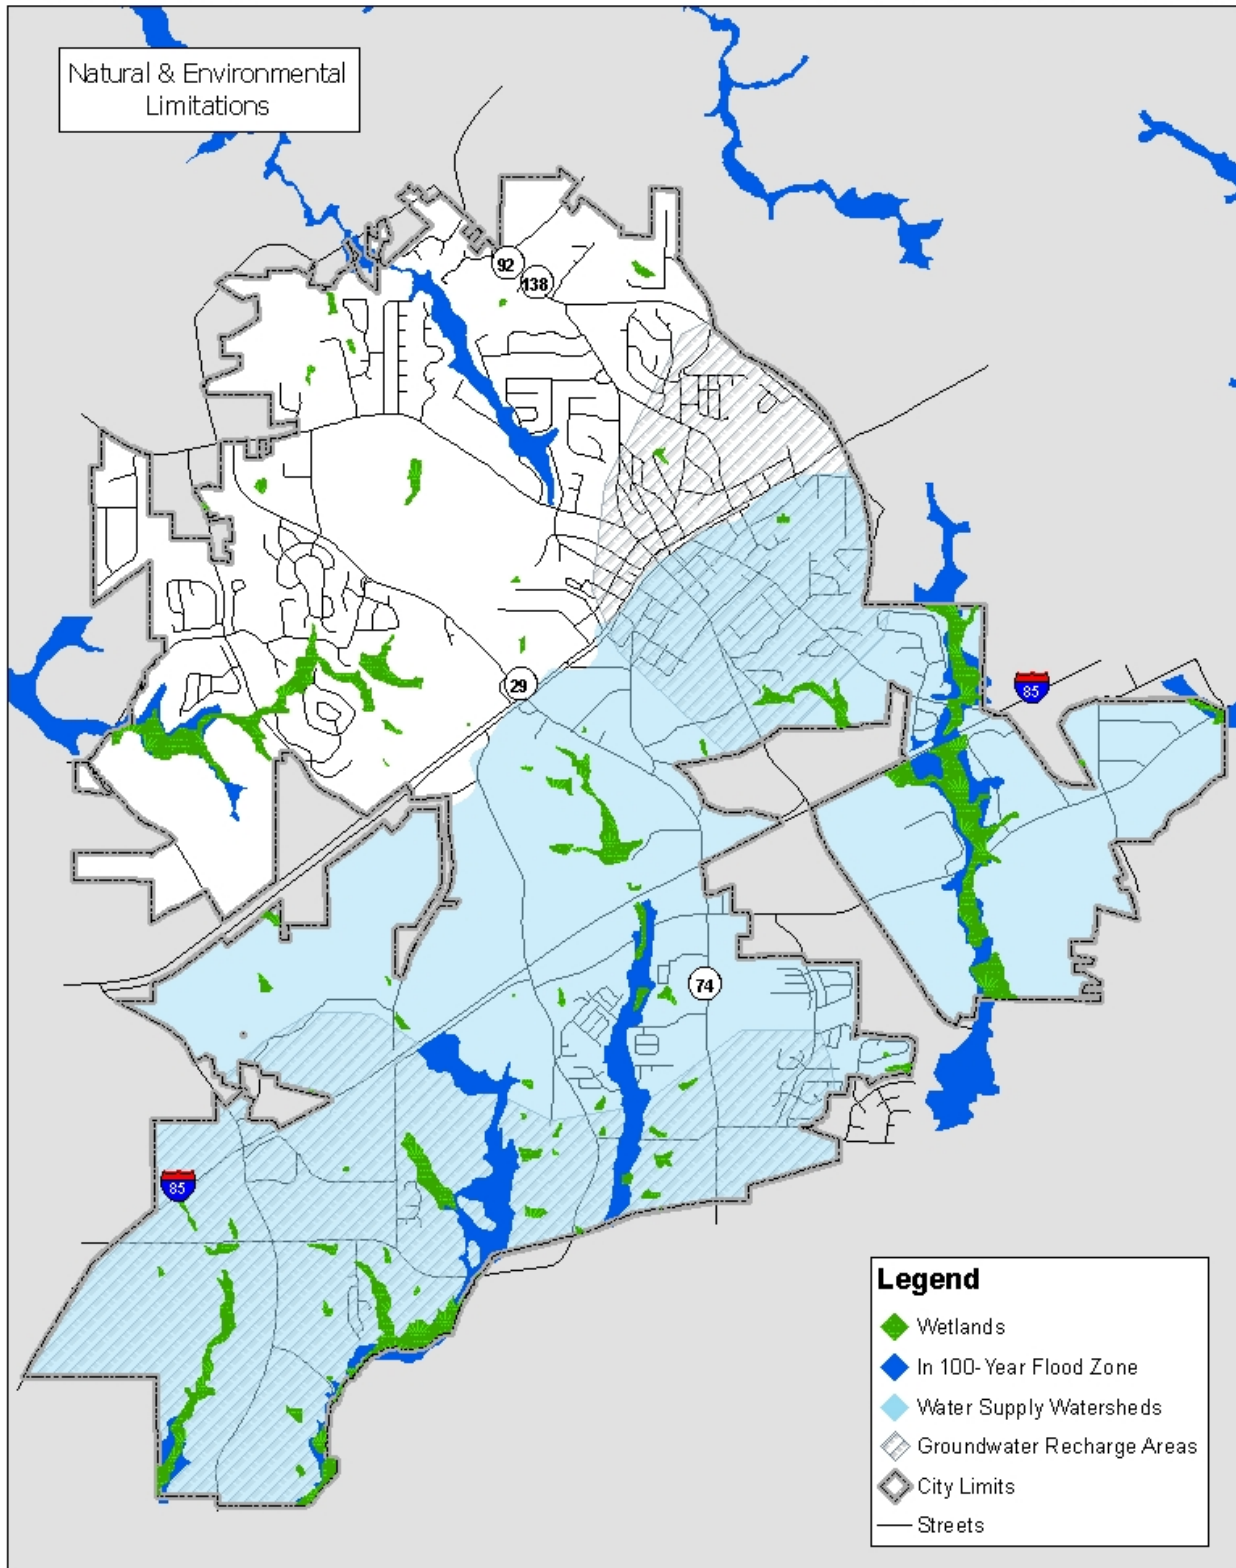 Natural & Environmental
Limitations
92
138
29
85
74
85
Legend
Wetlands
In 100-Year Flood Zone
Water Supply Watersheds
Groundwater Recharge Areas
City Limits
Streets